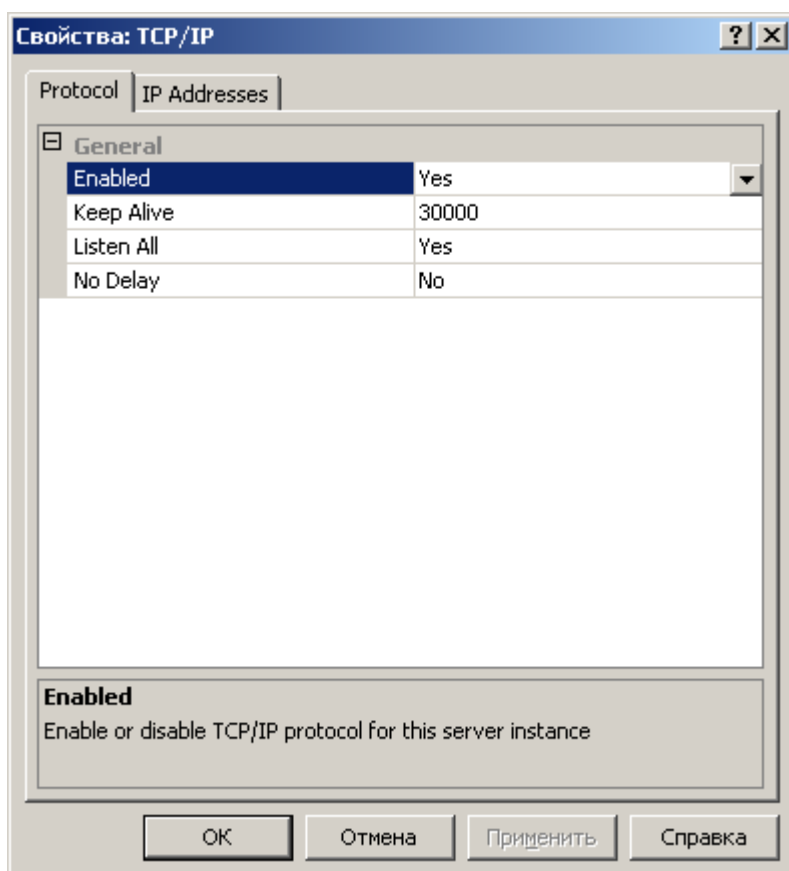 Свойства: TCP/IP
Protocol IP Addresses
General
Enabled Yes
Keep Alive 30000
Listen All Yes
No Delay No
Enabled
Enable or disable TCP/IP protocol for this server instance
OK Отмена Применить Справка